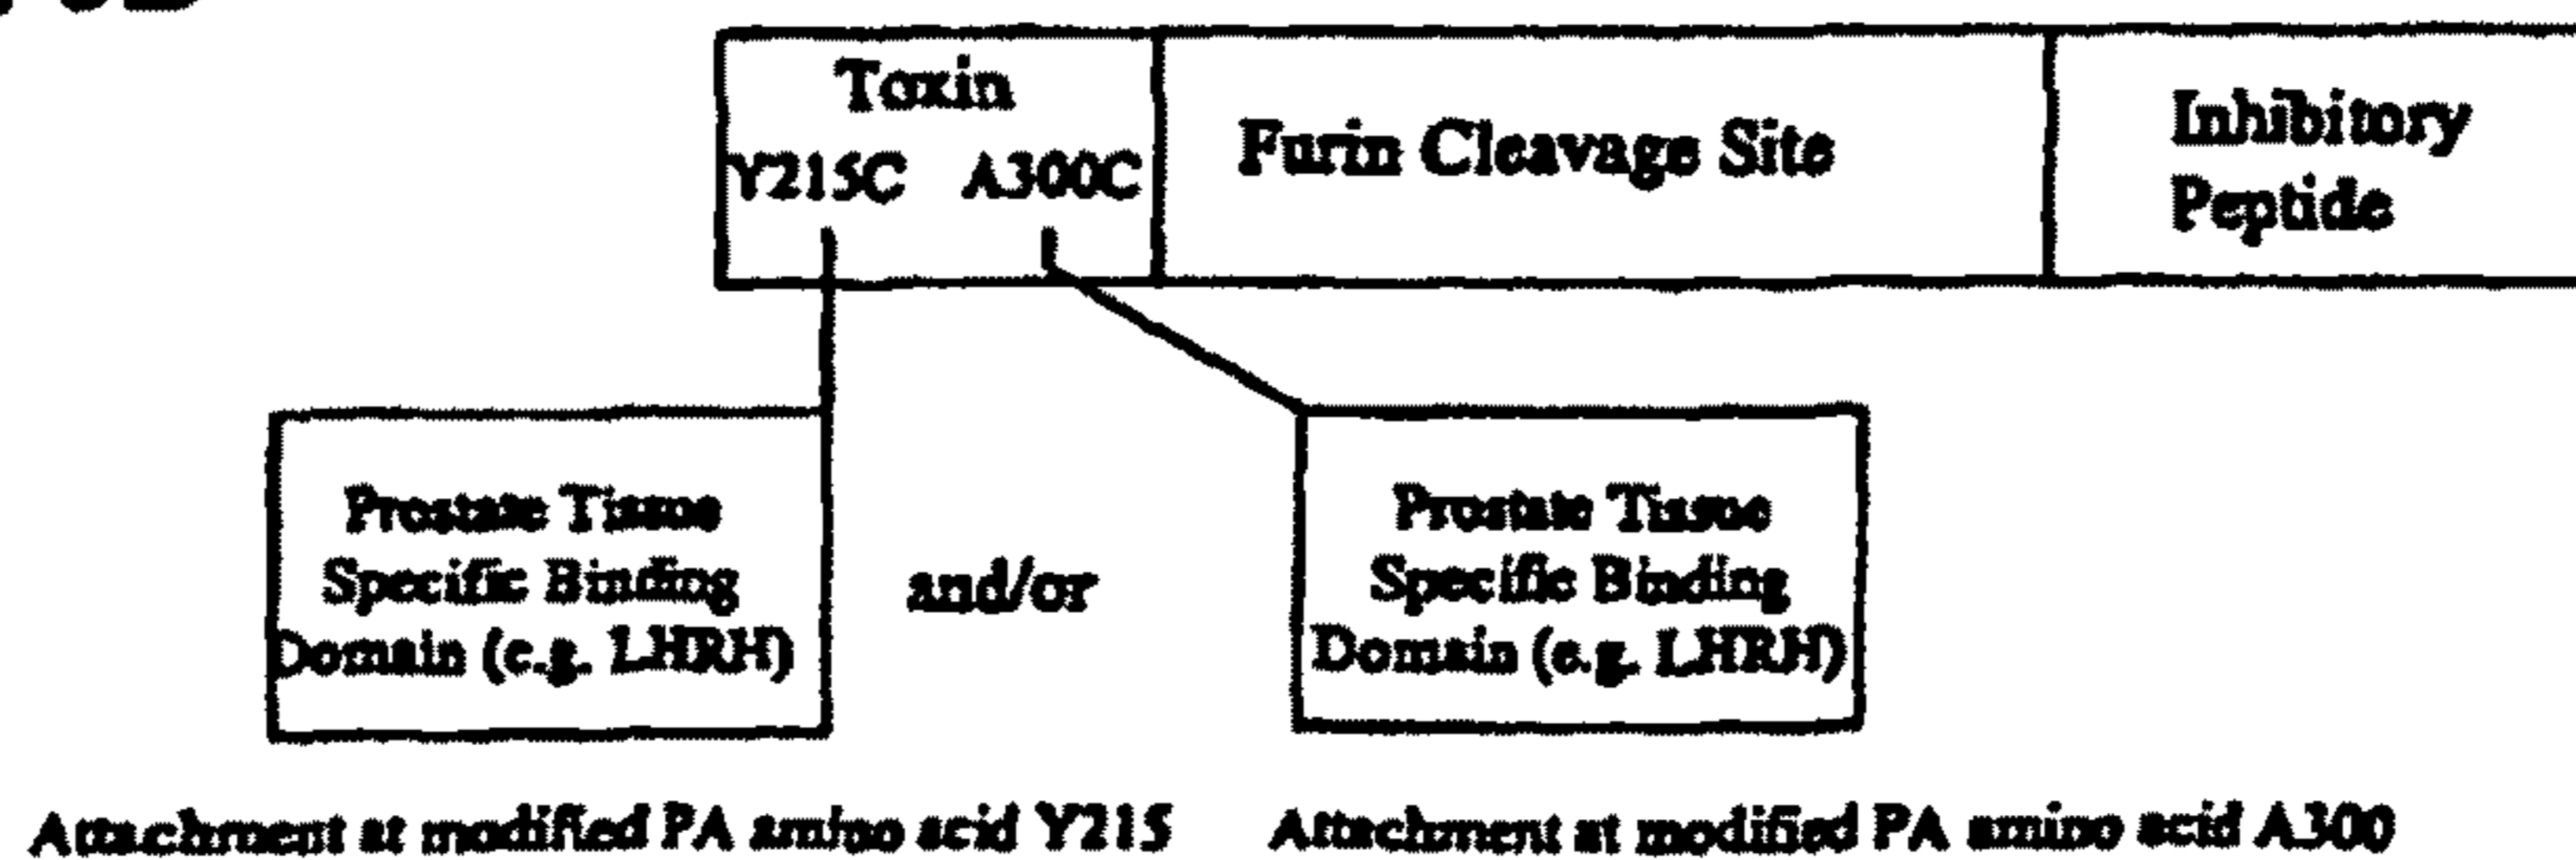 Toxin
Y215C A300C
Furin Cleavage Site
Inhibitory
Peptide
Prostate Tissue
Specific Binding
Domain (e.g. LHRH)
and/or
Prostate Tissue
Specific Binding
Domain (e.g. LHRH)
Attachment at modified PA amino acid Y215
Attachment at modified PA amino acid A300